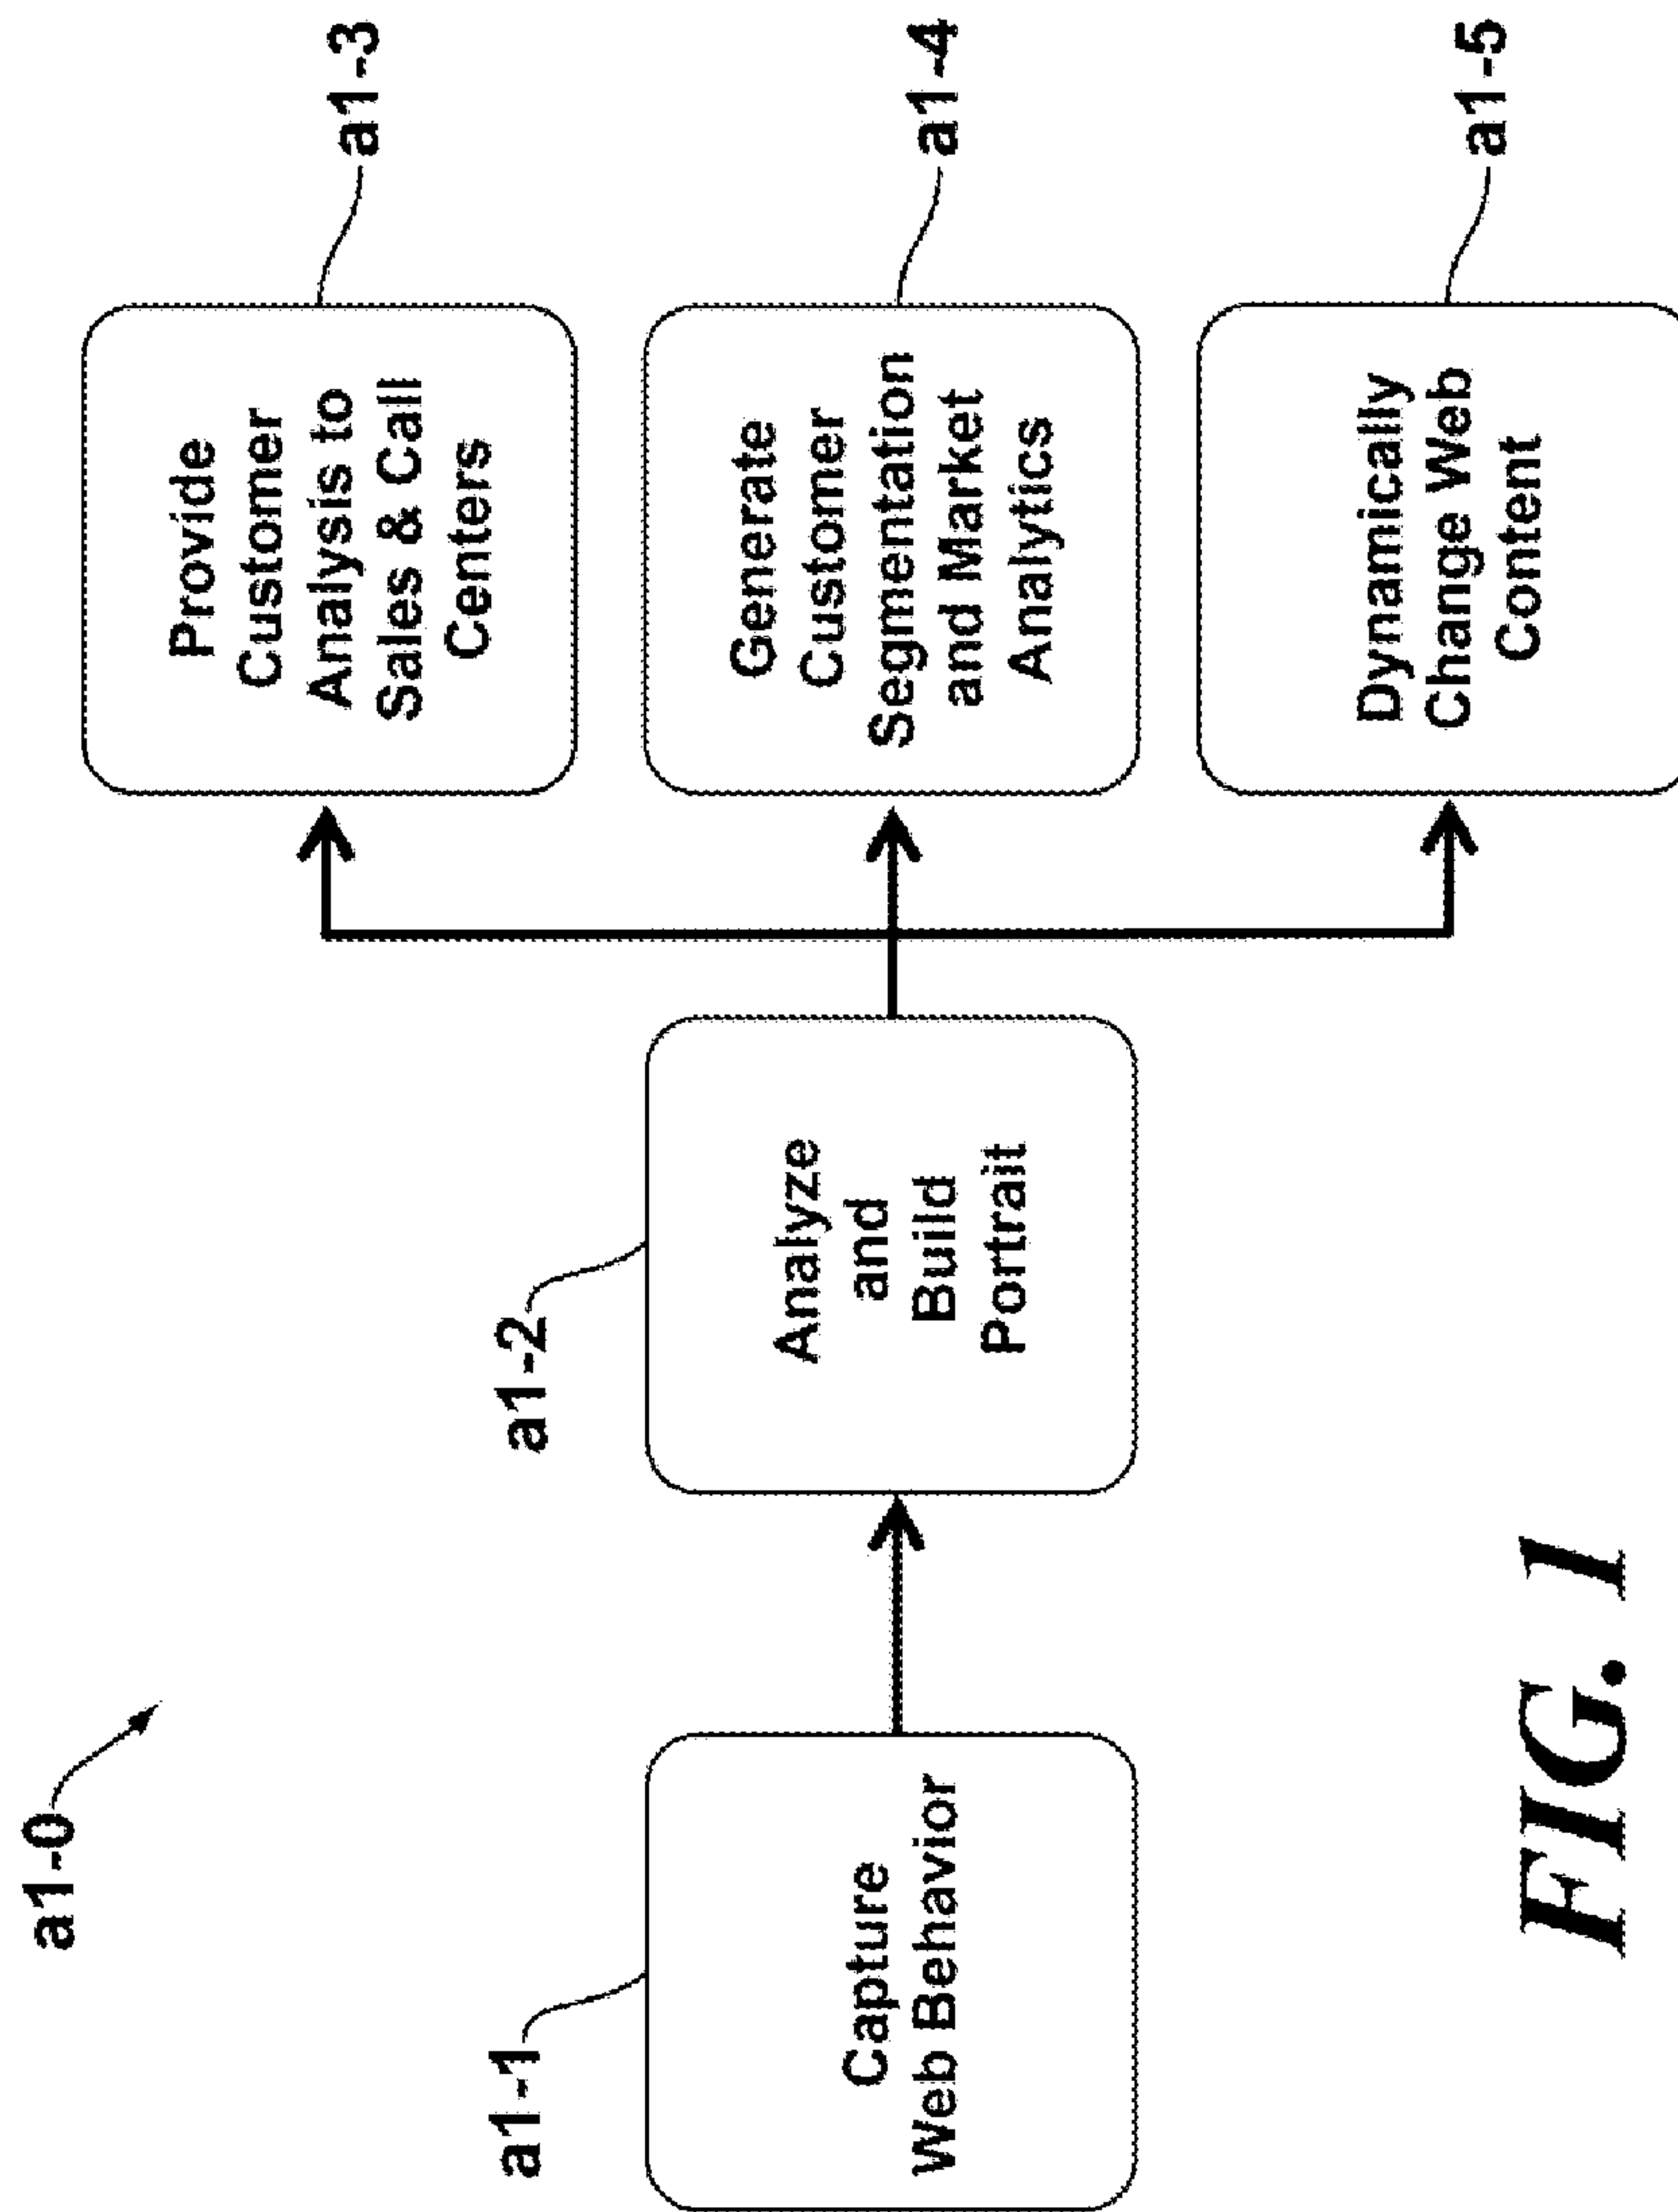 a1-0
a1-1
Capture
Web Behavior
a1-2
Analyze
and
Build
Portrait
a1-3
Provide
Customer
Analysis to
Sales & Call
Centers
a1-4
Generate
Customer
Segmentation
and Market
Analytics
a1-5
Dynamically
Change Web
Content
FIG. 1